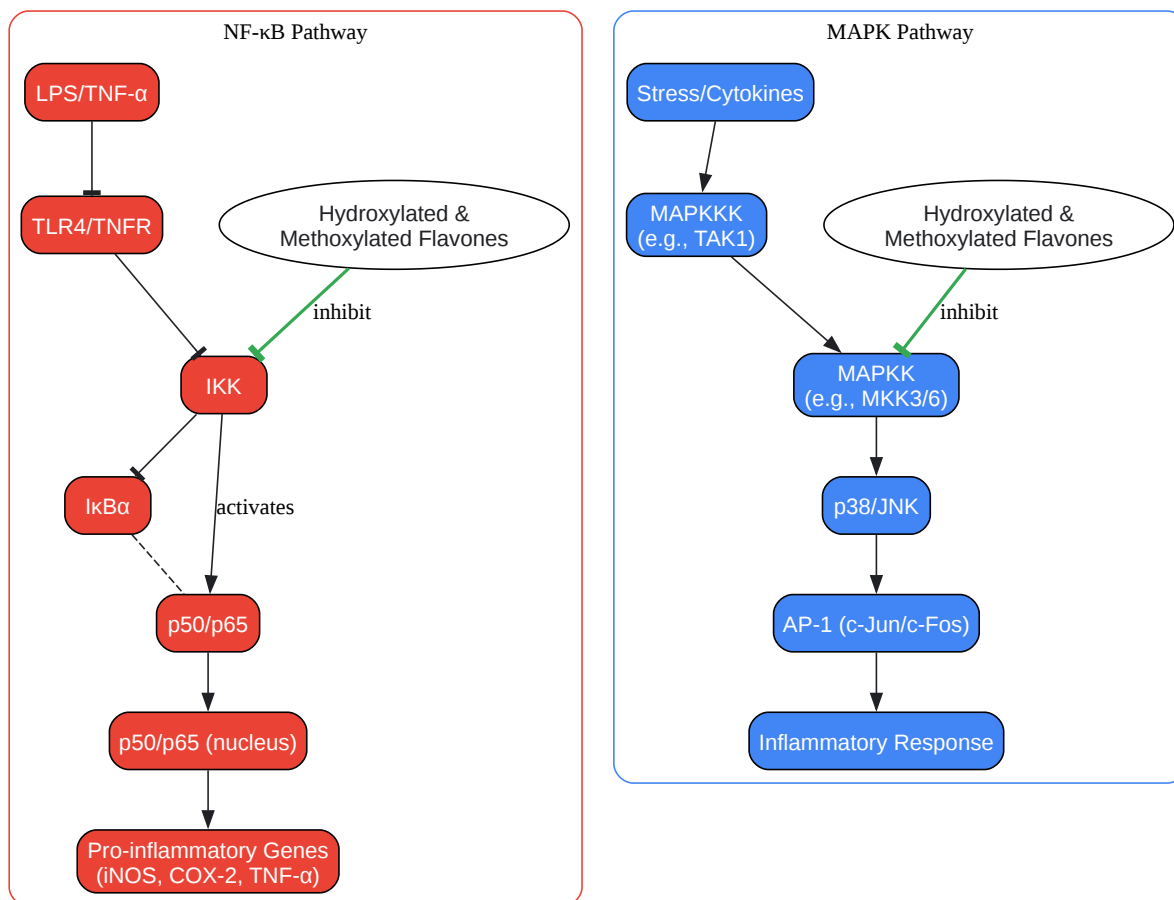 NF-κB Pathway
LPS/TNF-α
TLR4/TNFR
Hydroxylated &
Methoxylated Flavones
inhibit
IKK
IκBα
activates
p50/p65
p50/p65 (nucleus)
Pro-inflammatory Genes
(iNOS, COX-2, TNF-α)
MAPK Pathway
Stress/Cytokines
MAPKKK
(e.g., TAK1)
Hydroxylated &
Methoxylated Flavones
inhibit
MAPKK
(e.g., MKK3/6)
p38/JNK
AP-1 (c-Jun/c-Fos)
Inflammatory Response